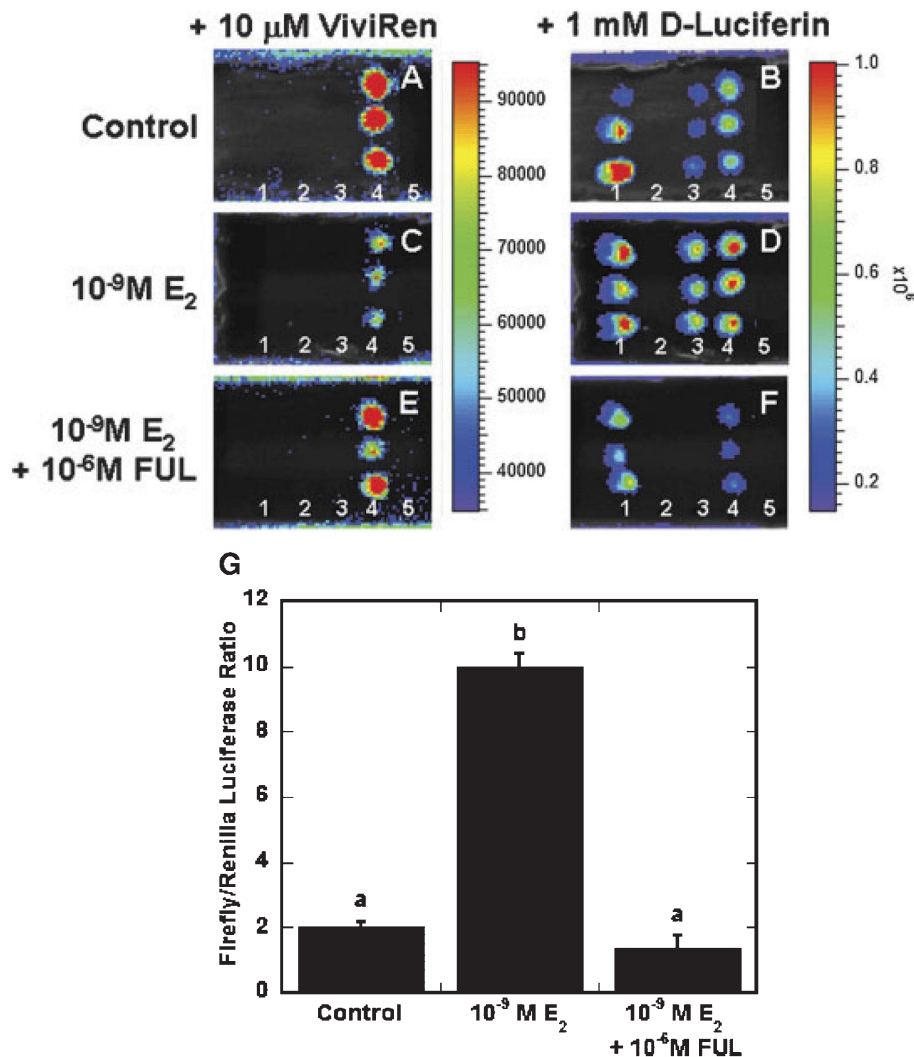 + 10 μM ViviRen
+ 1 mM D-Luciferin
Control
A
1 2 3 4 5
90000
80000
70000
60000
50000
40000
B
1 2 3 4 5
1.0
0.8
0.6
0.4
0.2
x10⁶
10⁻⁹M E₂
C
1 2 3 4 5
D
1 2 3 4 5
10⁻⁹M E₂
+ 10⁻⁶M FUL
E
1 2 3 4 5
F
1 2 3 4 5
G
Firefly/Renilla Luciferase Ratio
12
10
8
6
4
2
0
a
b
a
Control
10⁻⁹ M E₂
10⁻⁹ M E₂
+ 10⁻⁶M FUL